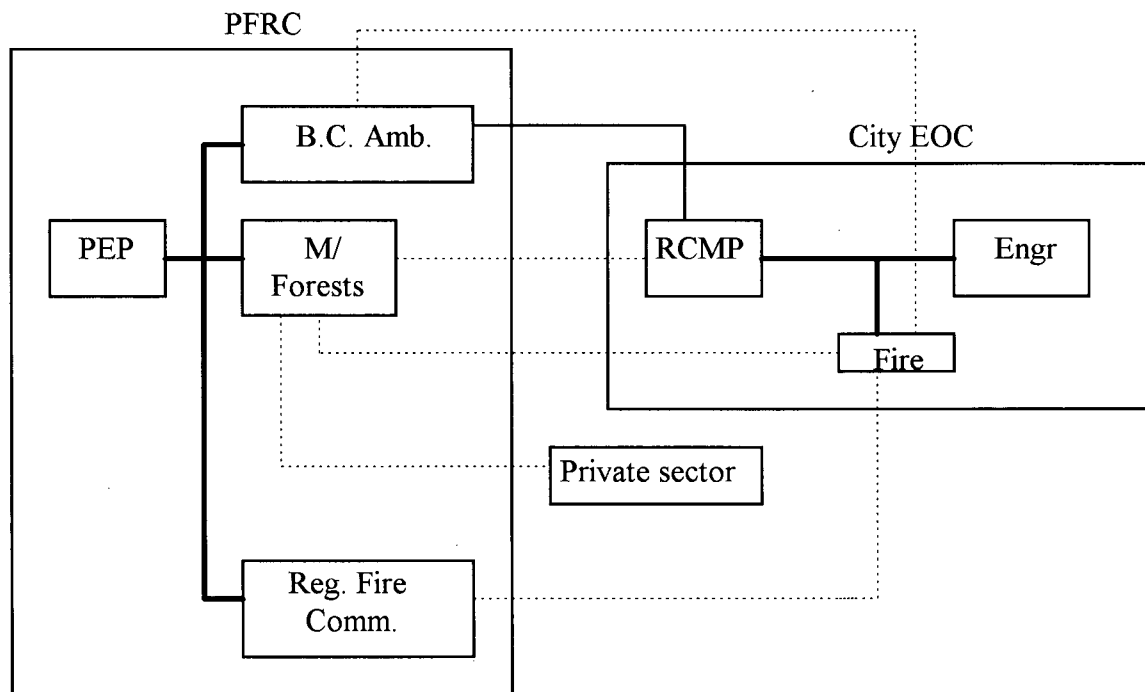 PFRC
B.C. Amb.
City EOC
PEP
M/
Forests
RCMP
Engr
Fire
Private sector
Reg. Fire
Comm.